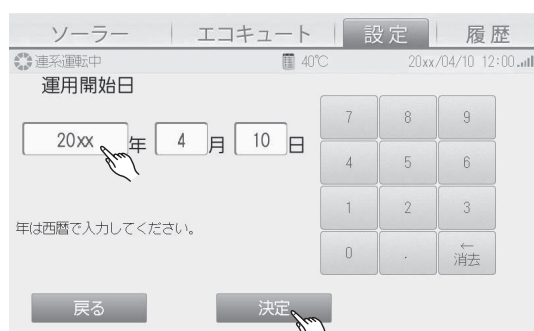 ソーラー エコキュート 設定 履歴
連系運転中 40℃ 20xx/04/10 12:00
運用開始日
20xx 年 4 月 10 日
7 8 9
4 5 6
1 2 3
年は西暦で入力してください。
0 . ←消去
戻る 決定